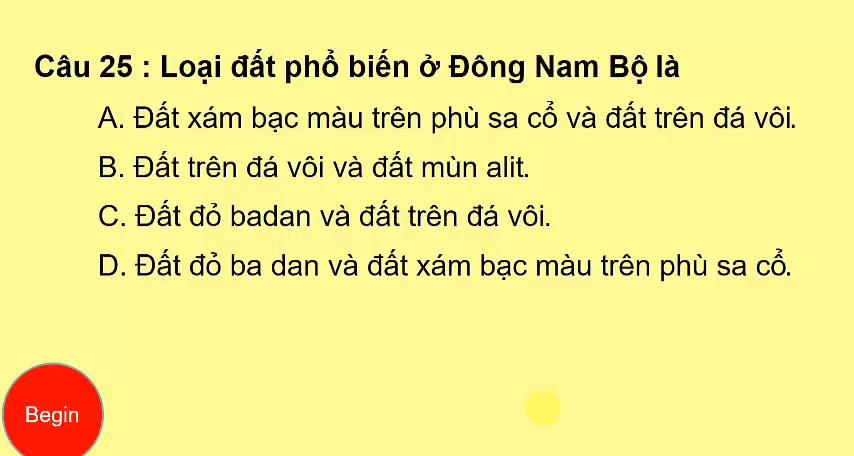 Câu 25 : Loại đất phổ biến ở Đông Nam Bộ là
A. Đất xám bạc màu trên phù sa cổ và đất trên đá vôi.
B. Đất trên đá vôi và đất mùn alit.
C. Đất đỏ badan và đất trên đá vôi.
D. Đất đỏ ba dan và đất xám bạc màu trên phù sa cổ.
Begin